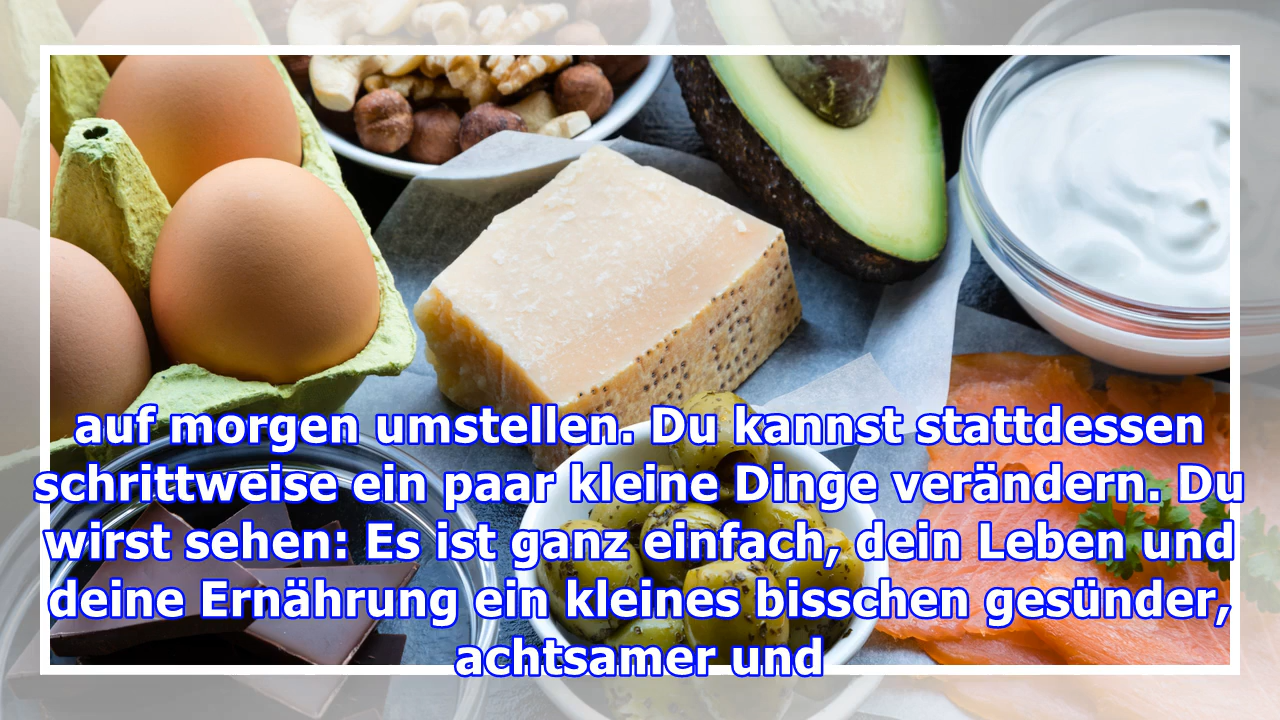 auf morgen umstellen. Du kannst stattdessen
schrittweise ein paar kleine Dinge verändern. Du
wirst sehen: Es ist ganz einfach, dein Leben und
deine Ernährung ein kleines bisschen gesünder,
achtsamer und